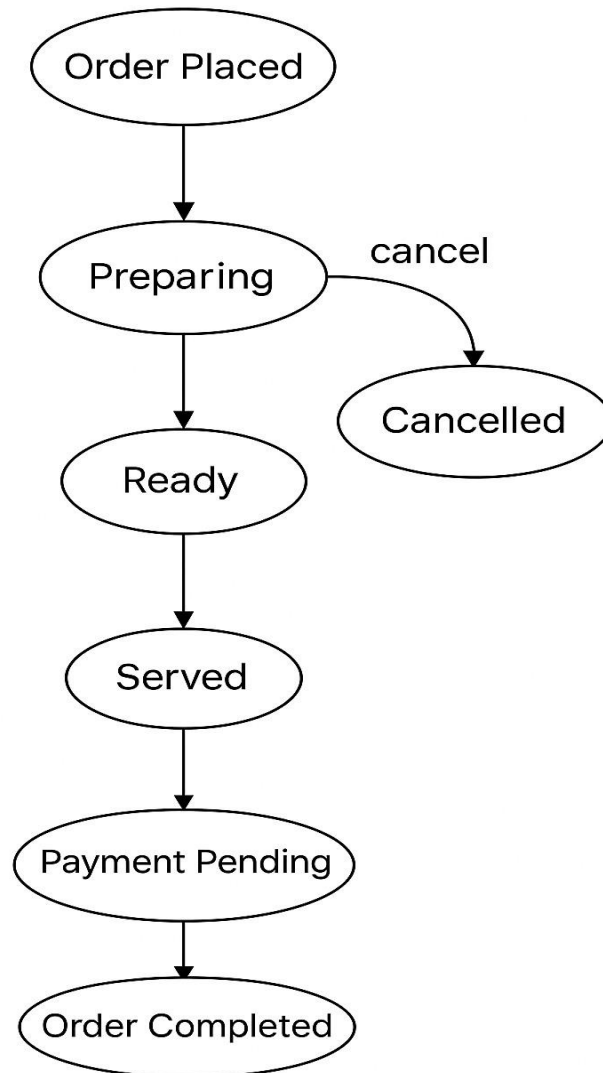 Order Placed
Preparing
cancel
Cancelled
Ready
Served
Payment Pending
Order Completed